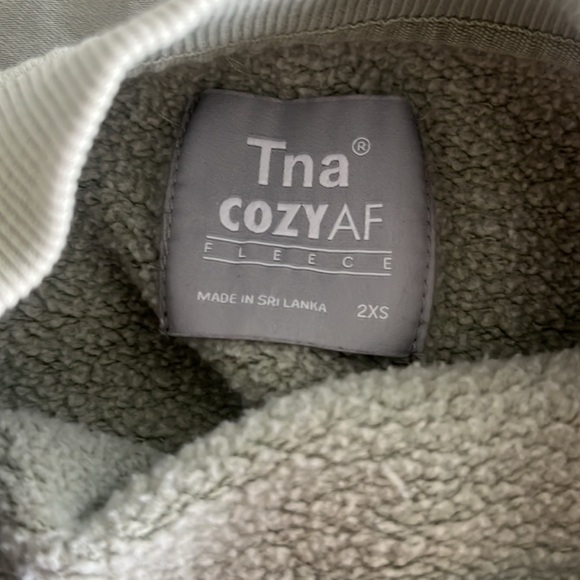 Tna®
COZYAF
FLEECE
MADE IN SRI LANKA 2XS